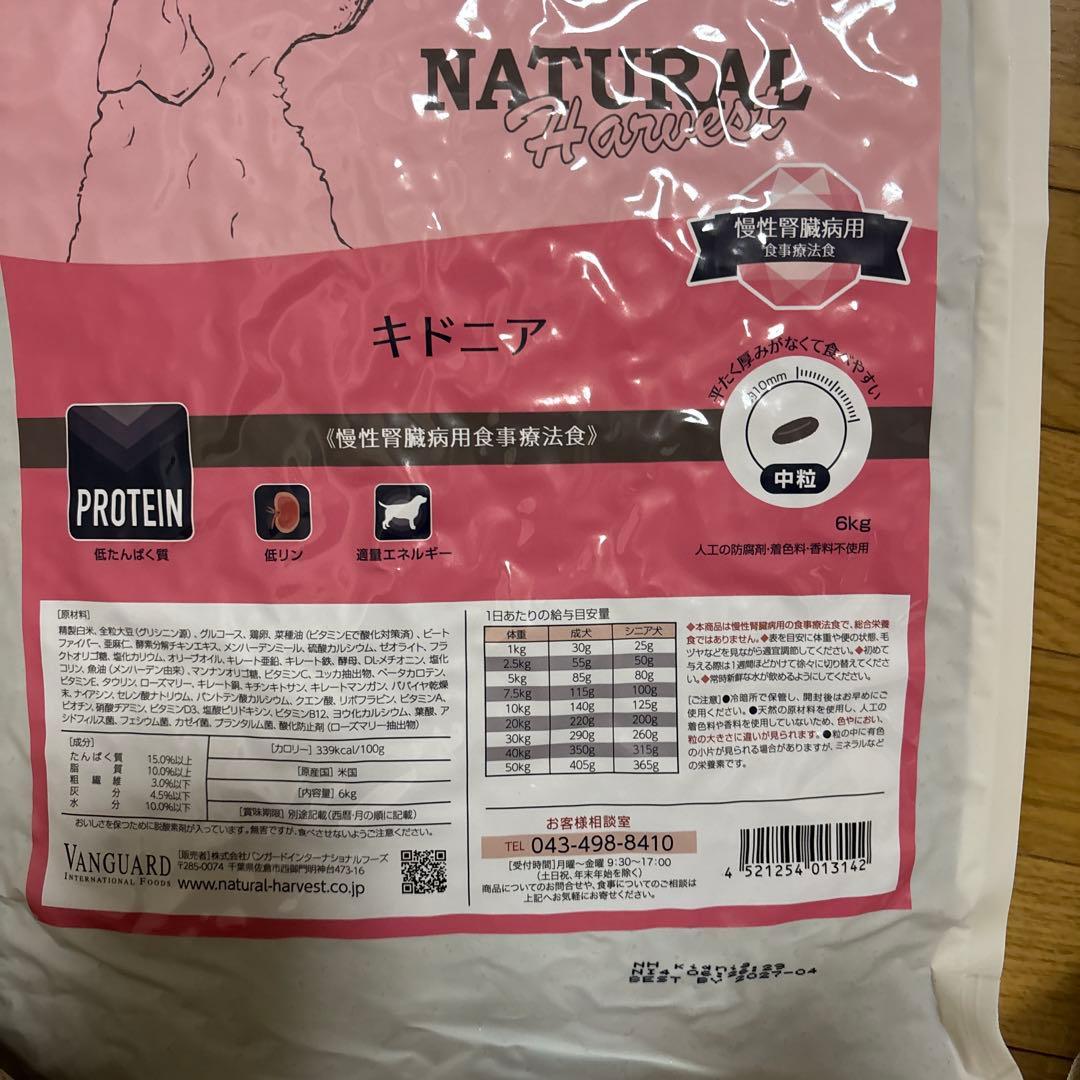 NATURAL
Harvest
慢性腎臓病用
食事療法食
キドニア
平たく厚みがなくて食べやすい
約10mm
《慢性腎臓病用食事療法食》
中粒
PROTEIN
低たんぱく質
低リン
適量エネルギー
6kg
人工の防腐剤・着色料・香料不使用
[原材料]
精製白米、全粒大豆(グリシニン源)、グルコース、鶏卵、菜種油(ビタミンEで酸化対策済)、ビート
ファイバー、亜麻仁、酵素分解チキンエキス、メンハーデンミール、硫酸カルシウム、ゼオライト、フラ
クトオリゴ糖、塩化カリウム、オリーブオイル、キレート亜鉛、キレート鉄、酵母、DLメチオニン、塩化
コリン、魚油(メンハーデン由来)、マンナンオリゴ糖、ビタミンC、ユッカ抽出物、ベータカロテン、
ビタミンE、タウリン、ローズマリー、キレート銅、キチンキトサン、キレートマンガン、パパイヤ乾燥
末、ナイアシン、セレン酸ナトリウム、パントテン酸カルシウム、クエン酸、リボフラビン、ビタミンA、
ビオチン、硝酸チアミン、ビタミンD3、塩酸ピリドキシン、ビタミンB12、ヨウ化カルシウム、葉酸、ア
シドフィルス菌、フェシウム菌、カゼイ菌、プランタルム菌、酸化防止剤(ローズマリー抽出物)
[成分]
たんぱく質 15.0%以上
脂質 10.0%以上
粗繊維 3.0%以下
灰分 4.5%以下
水分 10.0%以下
[カロリー] 339kcal/100g
[原産国] 米国
[内容量] 6kg
[賞味期限] 別途記載(西暦・月の順に記載)
おいしさを保つために脱酸素剤が入っています。無害ですが、食べさせないようご注意ください。
VANGUARD
INTERNATIONAL FOODS
[販売者]株式会社バンガードインターナショナルフーズ
〒285-0074 千葉県佐倉市西御門明神台473-16
www.natural-harvest.co.jp
1日あたりの給与目安量
体重 成犬 シニア犬
1kg 30g 25g
2.5kg 55g 50g
5kg 85g 80g
7.5kg 115g 100g
10kg 140g 125g
20kg 220g 200g
30kg 290g 260g
40kg 350g 315g
50kg 405g 365g
◆本商品は慢性腎臓病用の食事療法食で、総合栄養
食ではありません。◆表を目安に体重や便の状態、毛
ヅヤなどを見ながら適宜調節してください。◆初めて
与える際は1週間ほどかけて徐々に切り替えてくださ
い。◆常時新鮮な水が飲めるようにしてください。
[ご注意]●冷暗所で保管し、開封後はお早めにご
使用ください。●天然の原材料を使用し、人工の
着色料や香料を使用していないため、色やにおい、
粒の大きさに違いが見られます。●粒の中に有色
の小片が見られる場合がありますが、ミネラルなど
の栄養素です。
お客様相談室
TEL 043-498-8410
[受付時間]月曜~金曜 9:30~17:00
(土日祝、年末年始を除く)
商品についてのお問合せや、食事についてのご相談は
上記へお気軽にお寄せください。
4 521254 013142